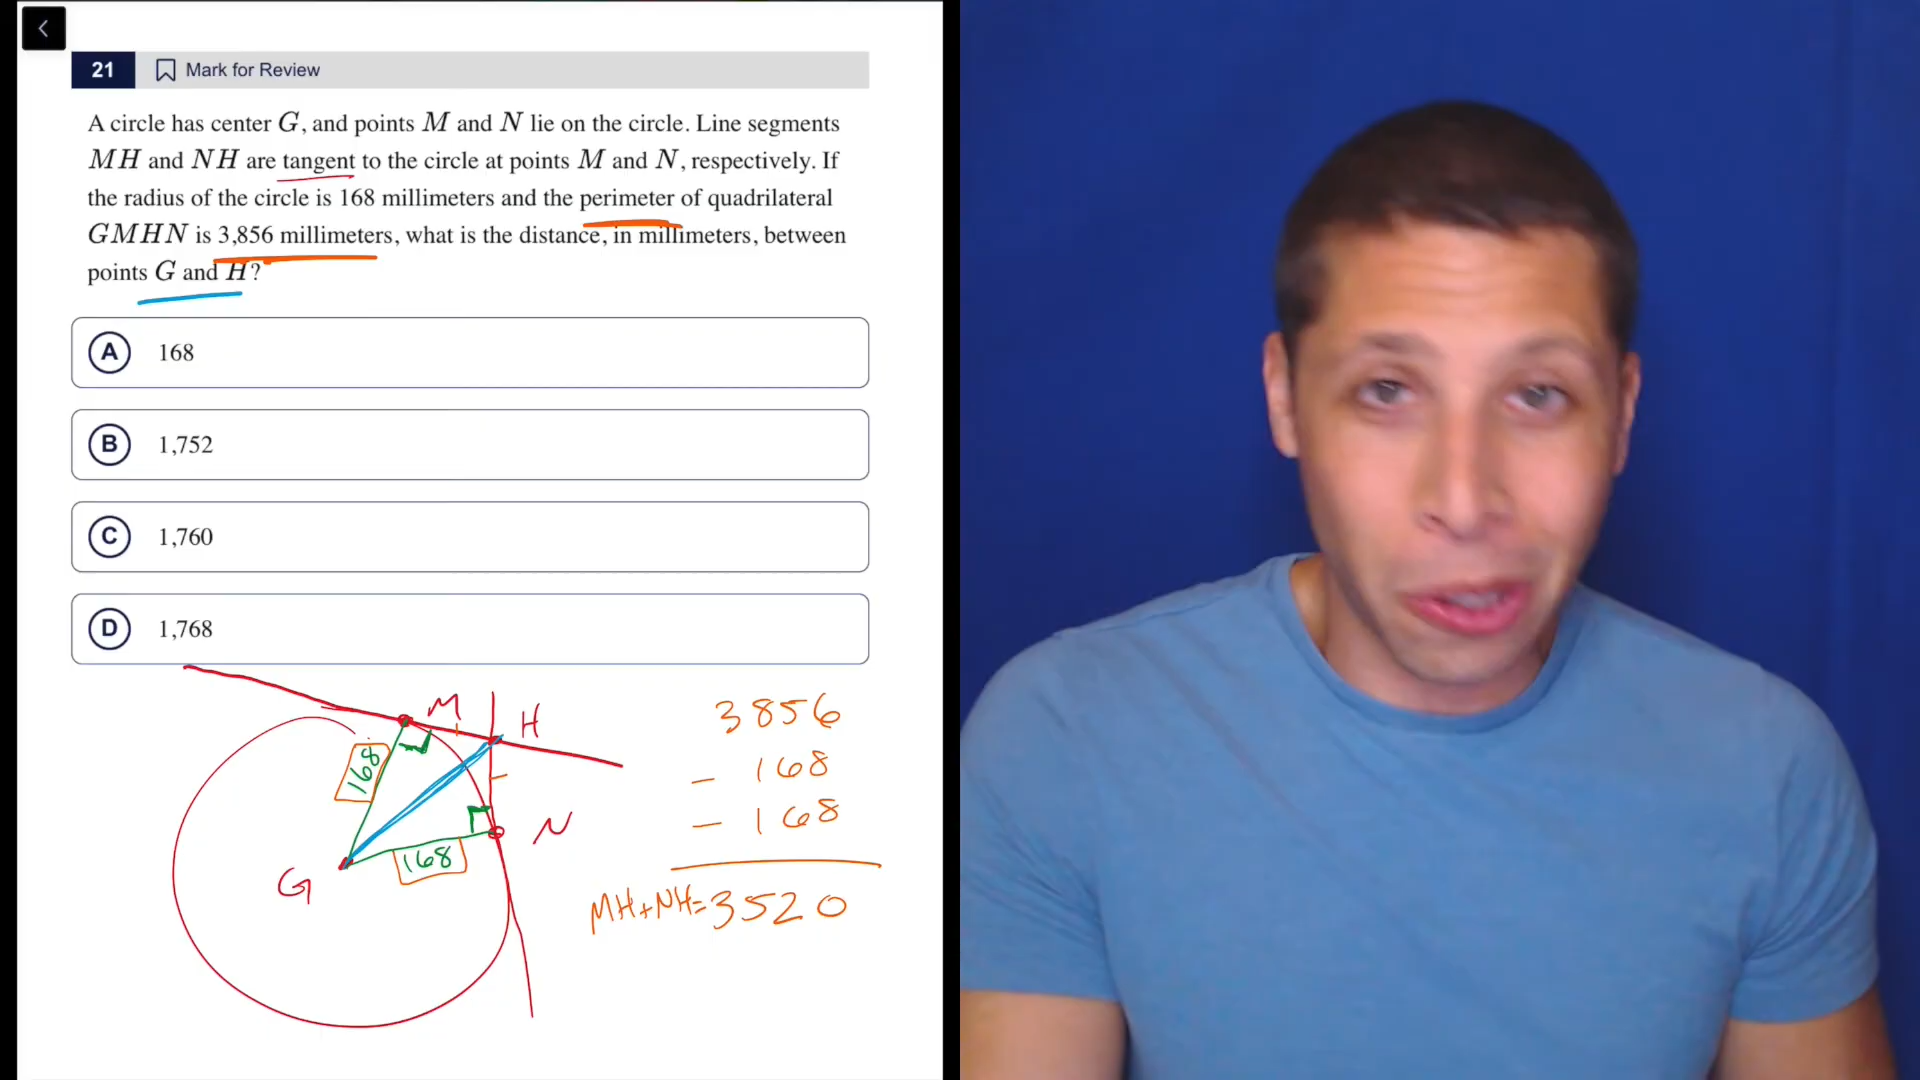 21 Mark for Review
A circle has center G, and points M and N lie on the circle. Line segments
MH and NH are tangent to the circle at points M and N, respectively. If
the radius of the circle is 168 millimeters and the perimeter of quadrilateral
GMHN is 3,856 millimeters, what is the distance, in millimeters, between
points G and H?
A 168
B 1,752
C 1,760
D 1,768
M
H
168
N
168
G
3856
- 168
- 168
MH+NH=3520